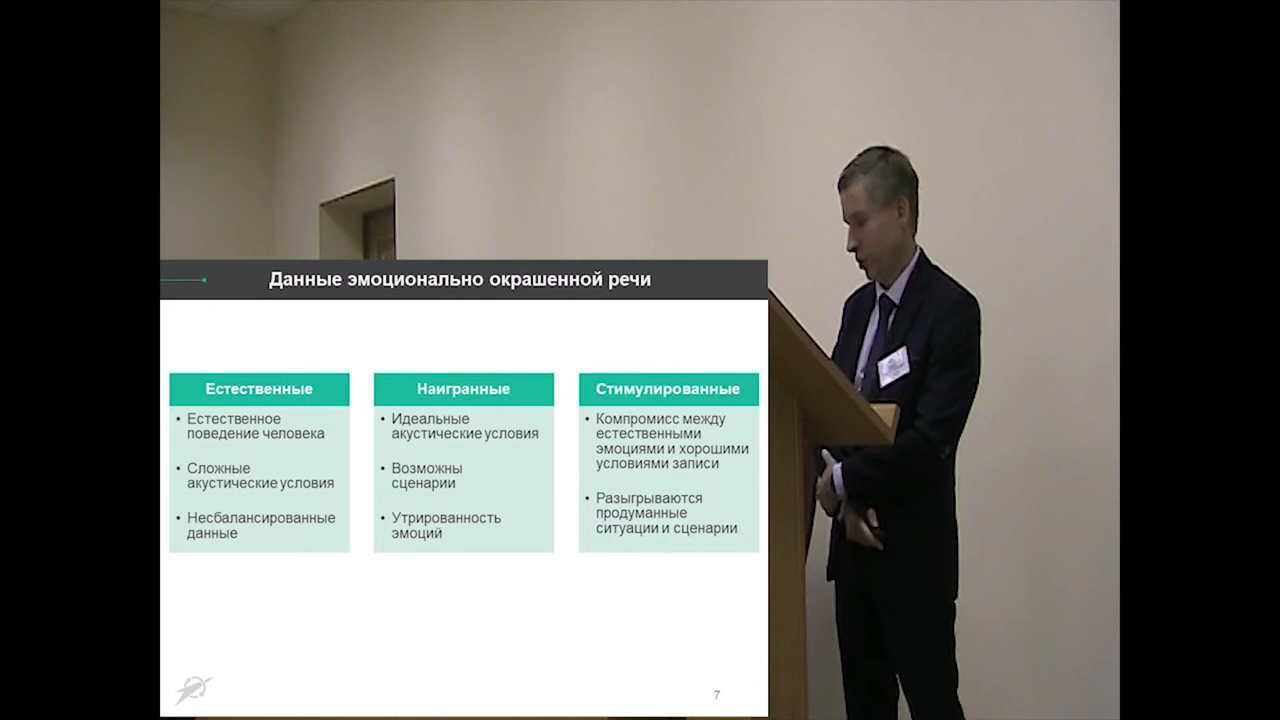 Данные эмоционально окрашенной речи
Естественные
• Естественное
поведение человека
• Сложные
акустические условия
• Несбалансированные
данные
Наигранные
• Идеальные
акустические условия
• Возможны
сценарии
• Утрированность
эмоций
Стимулированные
• Компромисс между
естественными
эмоциями и хорошими
условиями записи
• Разыгрываются
продуманные
ситуации и сценарии
7